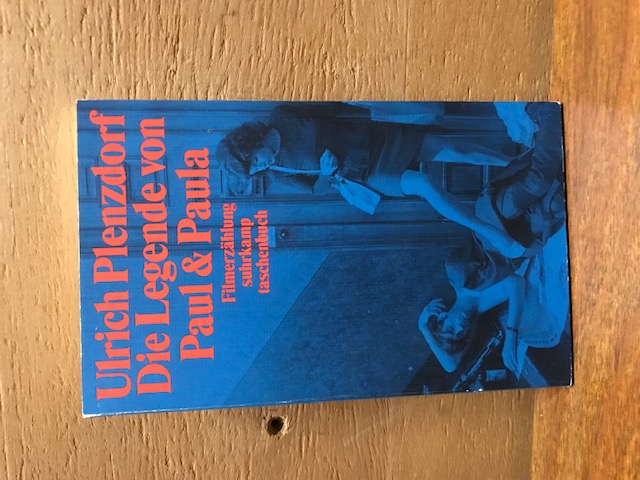 Ulrich Plenzdorf
Die Legende von
Paul & Paula
Filmerzählung
suhrkamp
taschenbuch